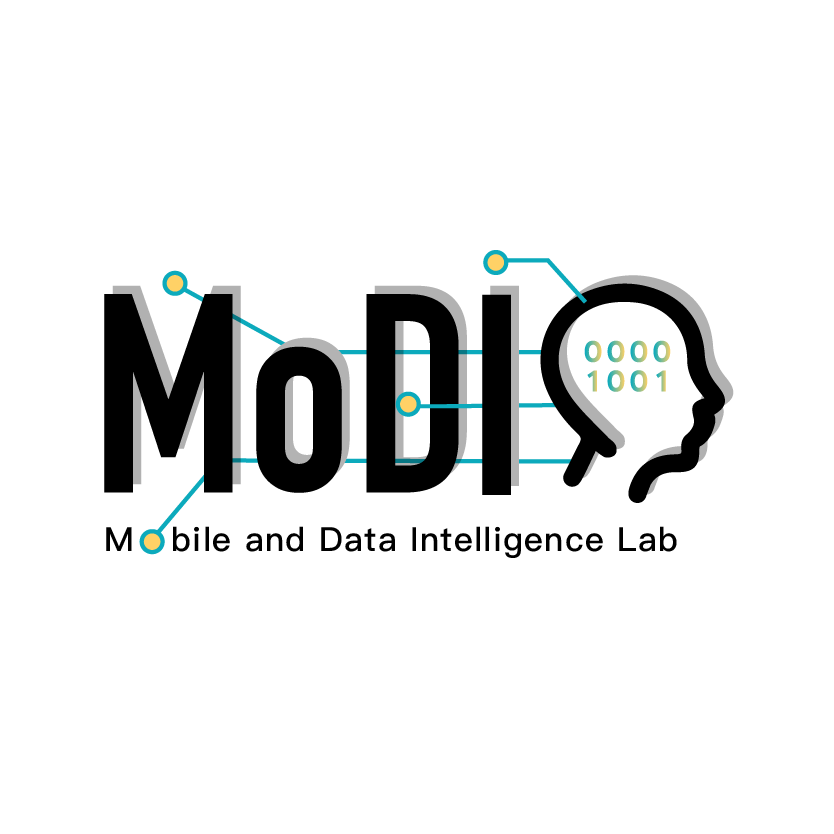 MoDI
0000
1001
Mobile and Data Intelligence Lab